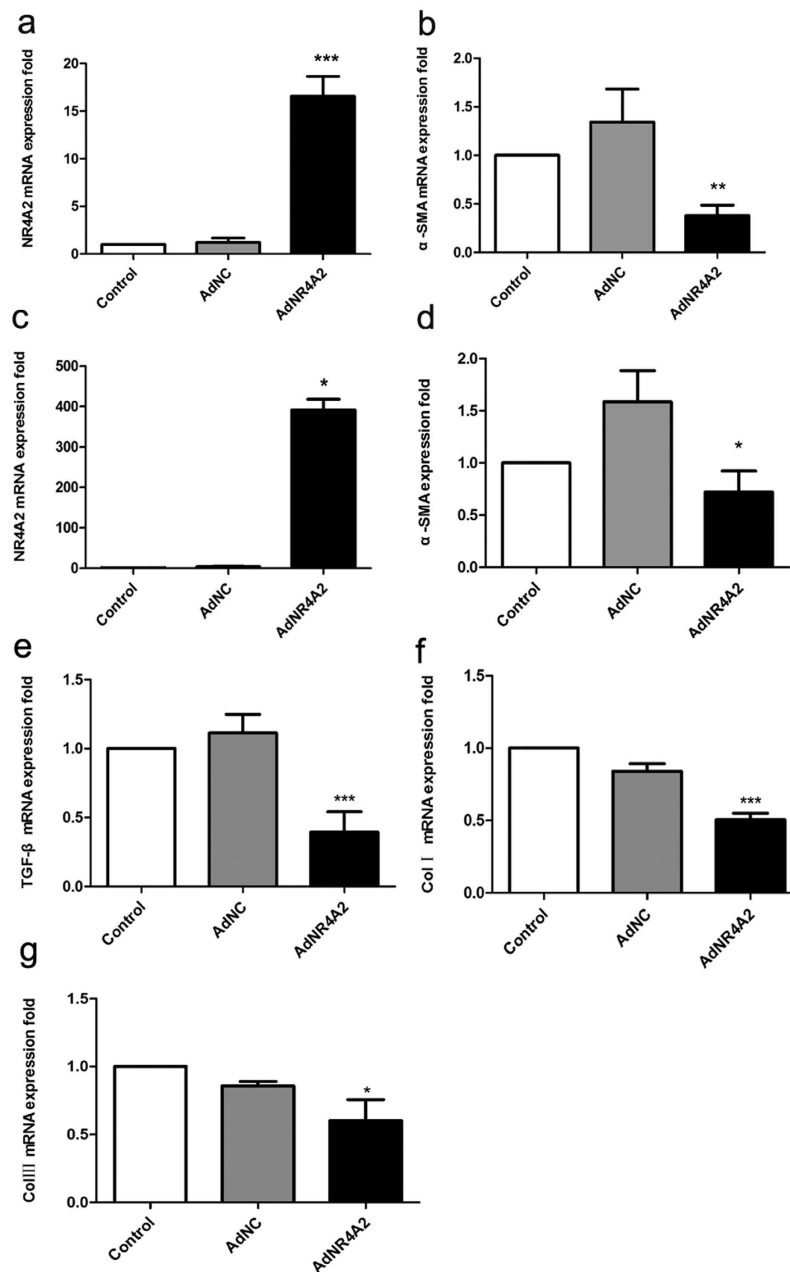 a
NR4A2 mRNA expression fold
20
15
10
5
0
***
Control
AdNC
AdNR4A2
b
α-SMA mRNA expression fold
2.0
1.5
1.0
0.5
0.0
**
Control
AdNC
AdNR4A2
c
NR4A2 mRNA expression fold
500
400
300
200
100
0
*
Control
AdNC
AdNR4A2
d
α-SMA expression fold
2.0
1.5
1.0
0.5
0.0
*
Control
AdNC
AdNR4A2
e
TGF-β mRNA expression fold
1.5
1.0
0.5
0.0
***
Control
AdNC
AdNR4A2
f
Col Ⅰ mRNA expression fold
1.5
1.0
0.5
0.0
***
Control
AdNC
AdNR4A2
g
ColIII mRNA expression fold
1.5
1.0
0.5
0.0
*
Control
AdNC
AdNR4A2